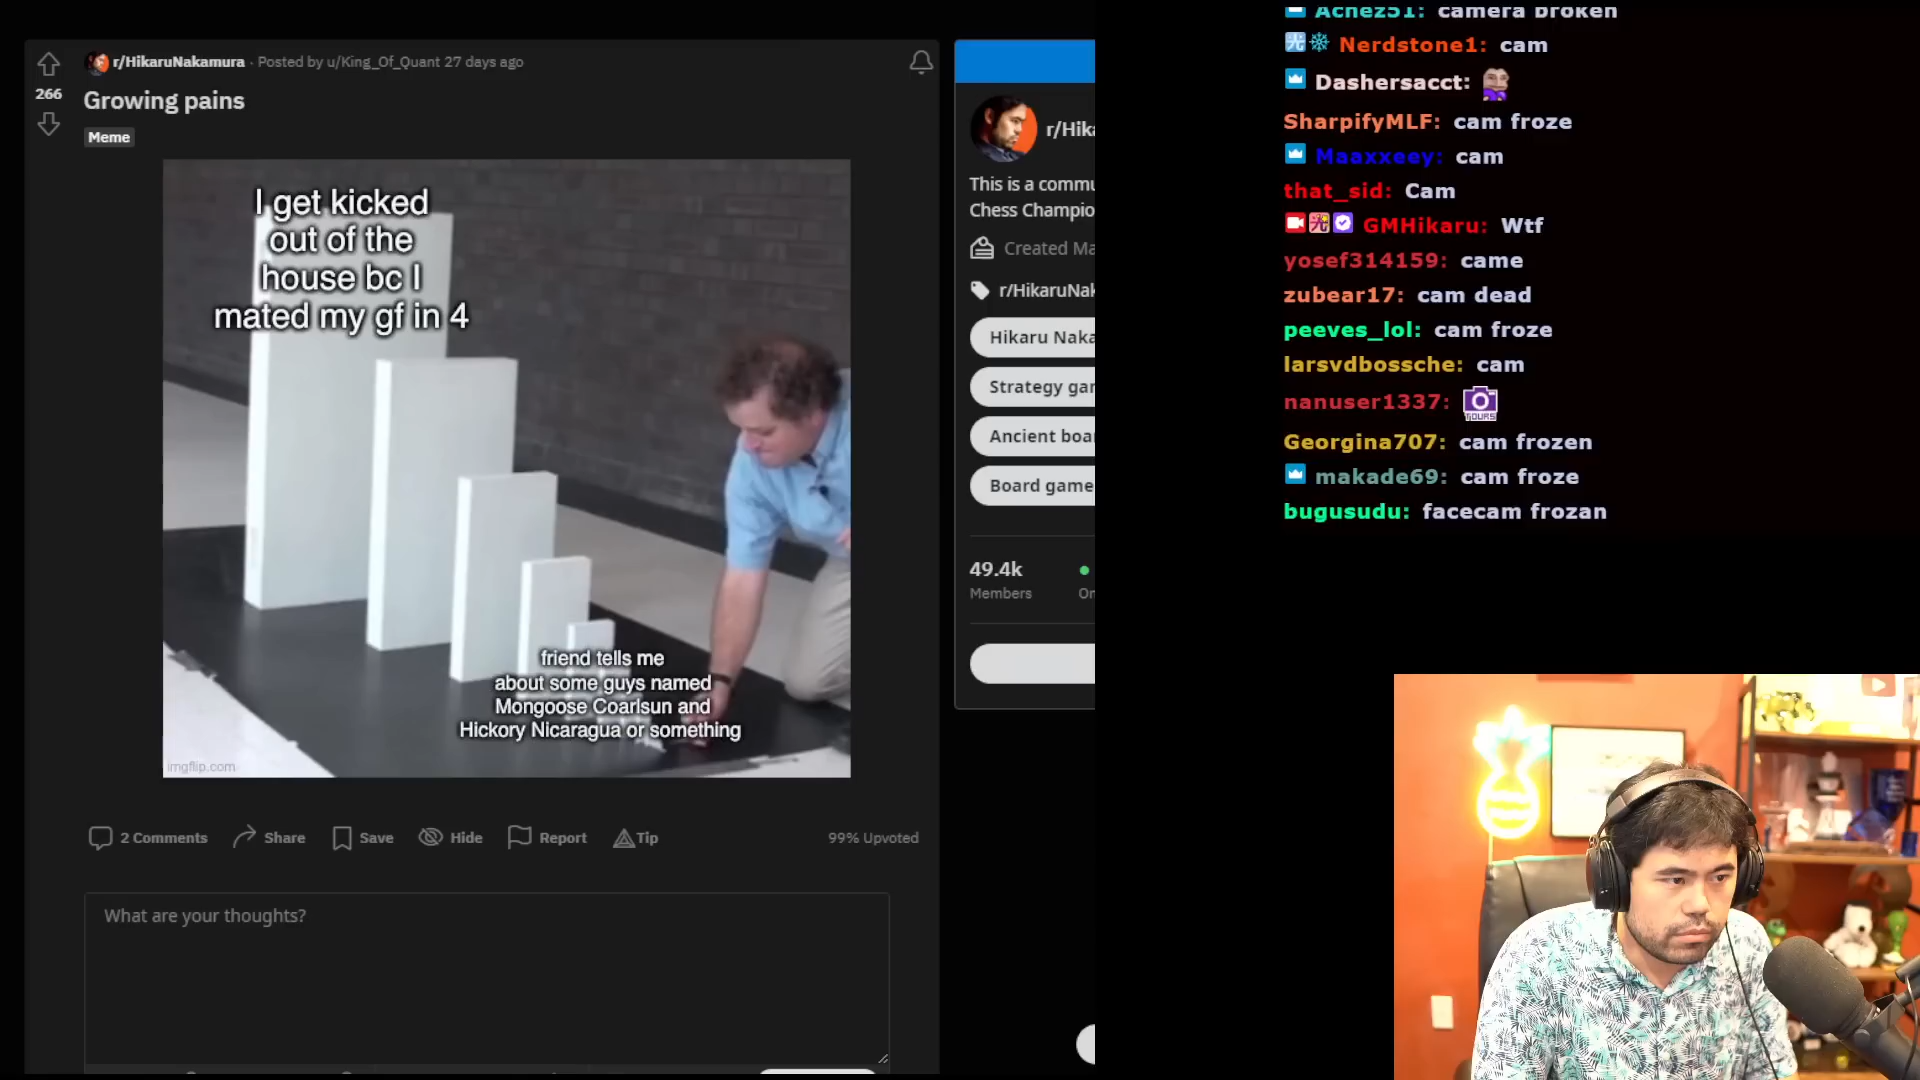 r/HikaruNakamura · Posted by u/King_Of_Quant 27 days ago
266
Growing pains
Meme
I get kicked
out of the
house bc I
mated my gf in 4
friend tells me
about some guys named
Mongoose Coarlsun and
Hickory Nicaragua or something
imgflip.com
2 Comments
Share
Save
Hide
Report
Tip
99% Upvoted
What are your thoughts?
r/Hik
This is a commu
Chess Champio
Created Ma
r/HikaruNak
Hikaru Naka
Strategy gar
Ancient boa
Board game
49.4k
Members
On
Achez51: camera broken
Nerdstone1: cam
Dashersacct:
SharpifyMLF: cam froze
Maaxxeey: cam
that_sid: Cam
GMHikaru: Wtf
yosef314159: came
zubear17: cam dead
peeves_lol: cam froze
larsvdbossche: cam
nanuser1337:
Georgina707: cam frozen
makade69: cam froze
bugusudu: facecam frozan